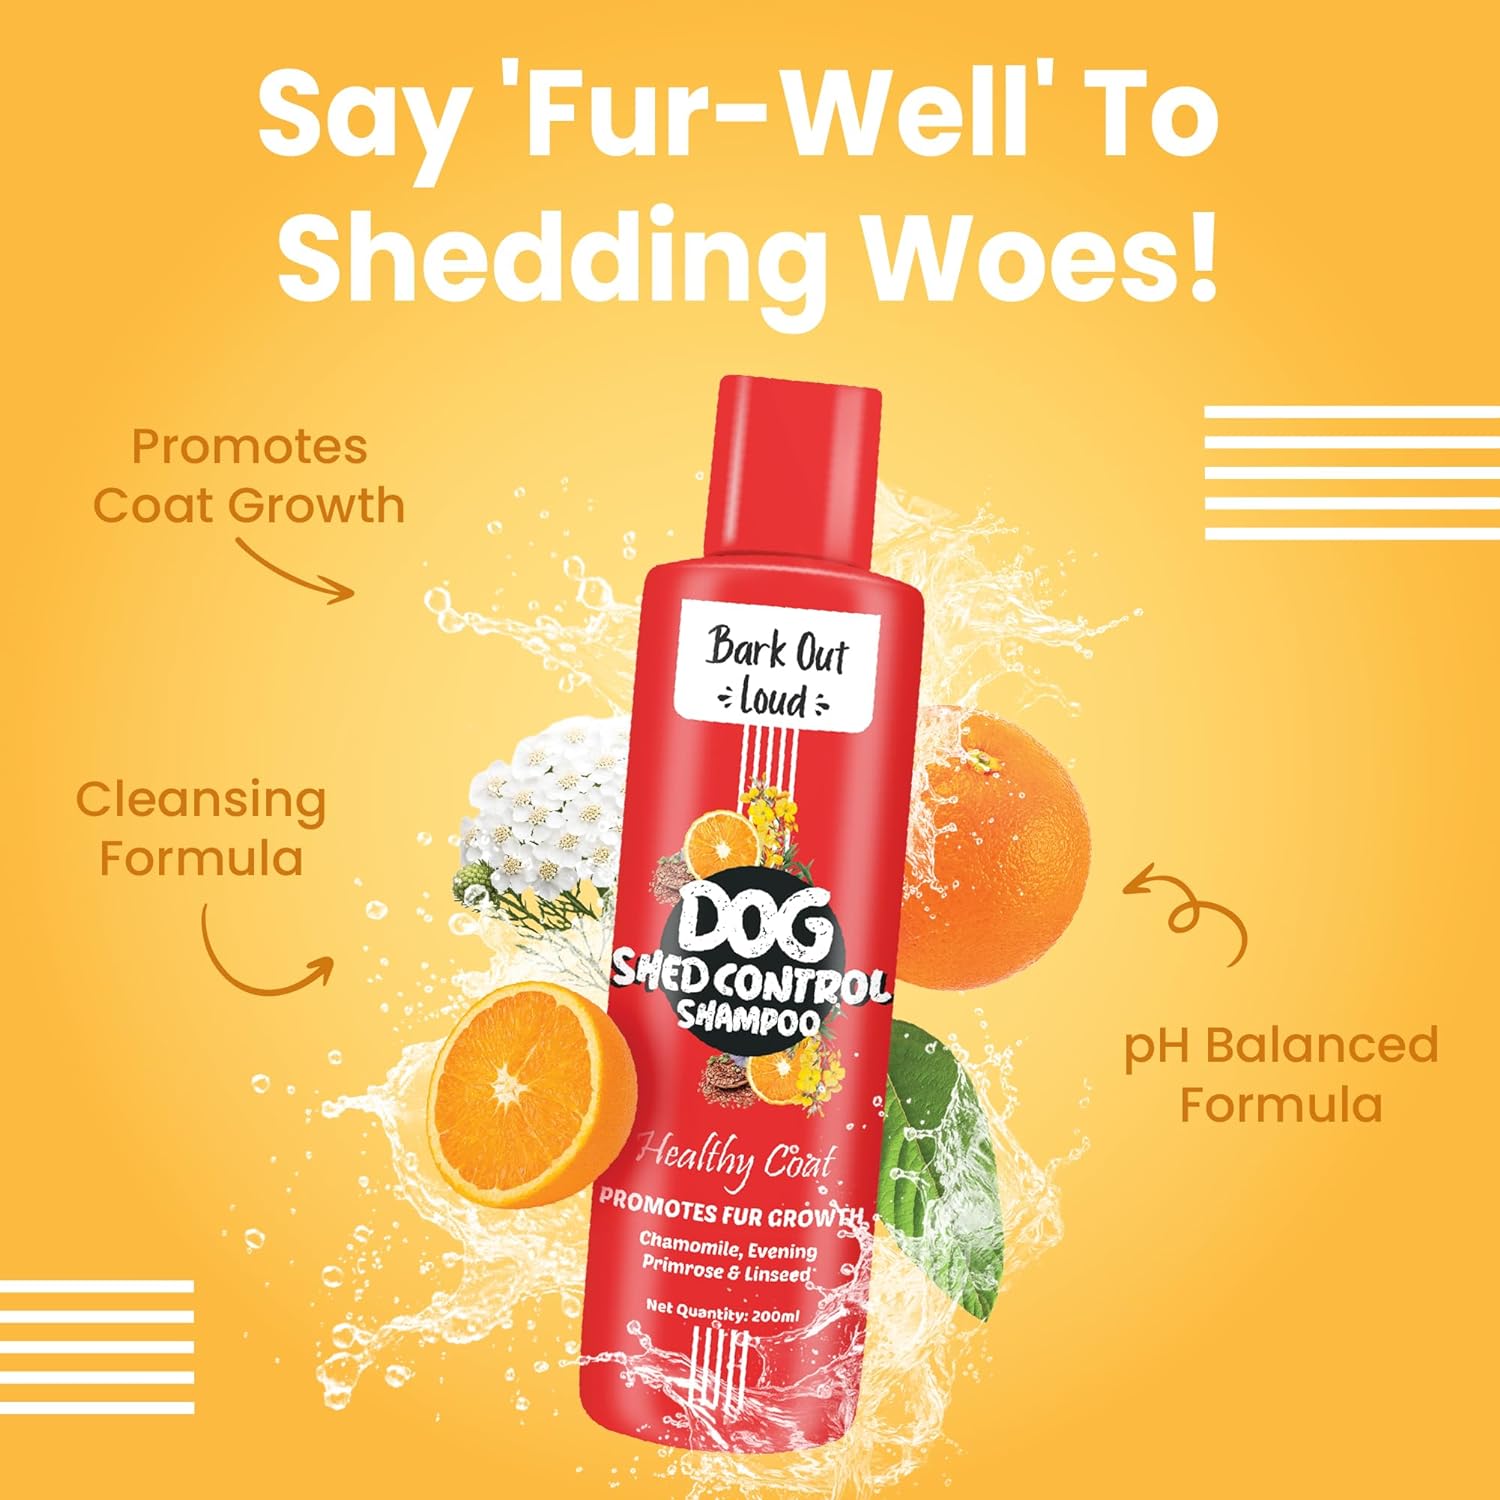 Say 'Fur-Well' To
Shedding Woes!
Promotes
Coat Growth
Cleansing
Formula
pH Balanced
Formula
Bark Out
Loud
DOG
SHED CONTROL
SHAMPOO
Healthy Coat
PROMOTES FUR GROWTH
Chamomile, Evening
Primrose & Linseed
Net Quantity: 200ml